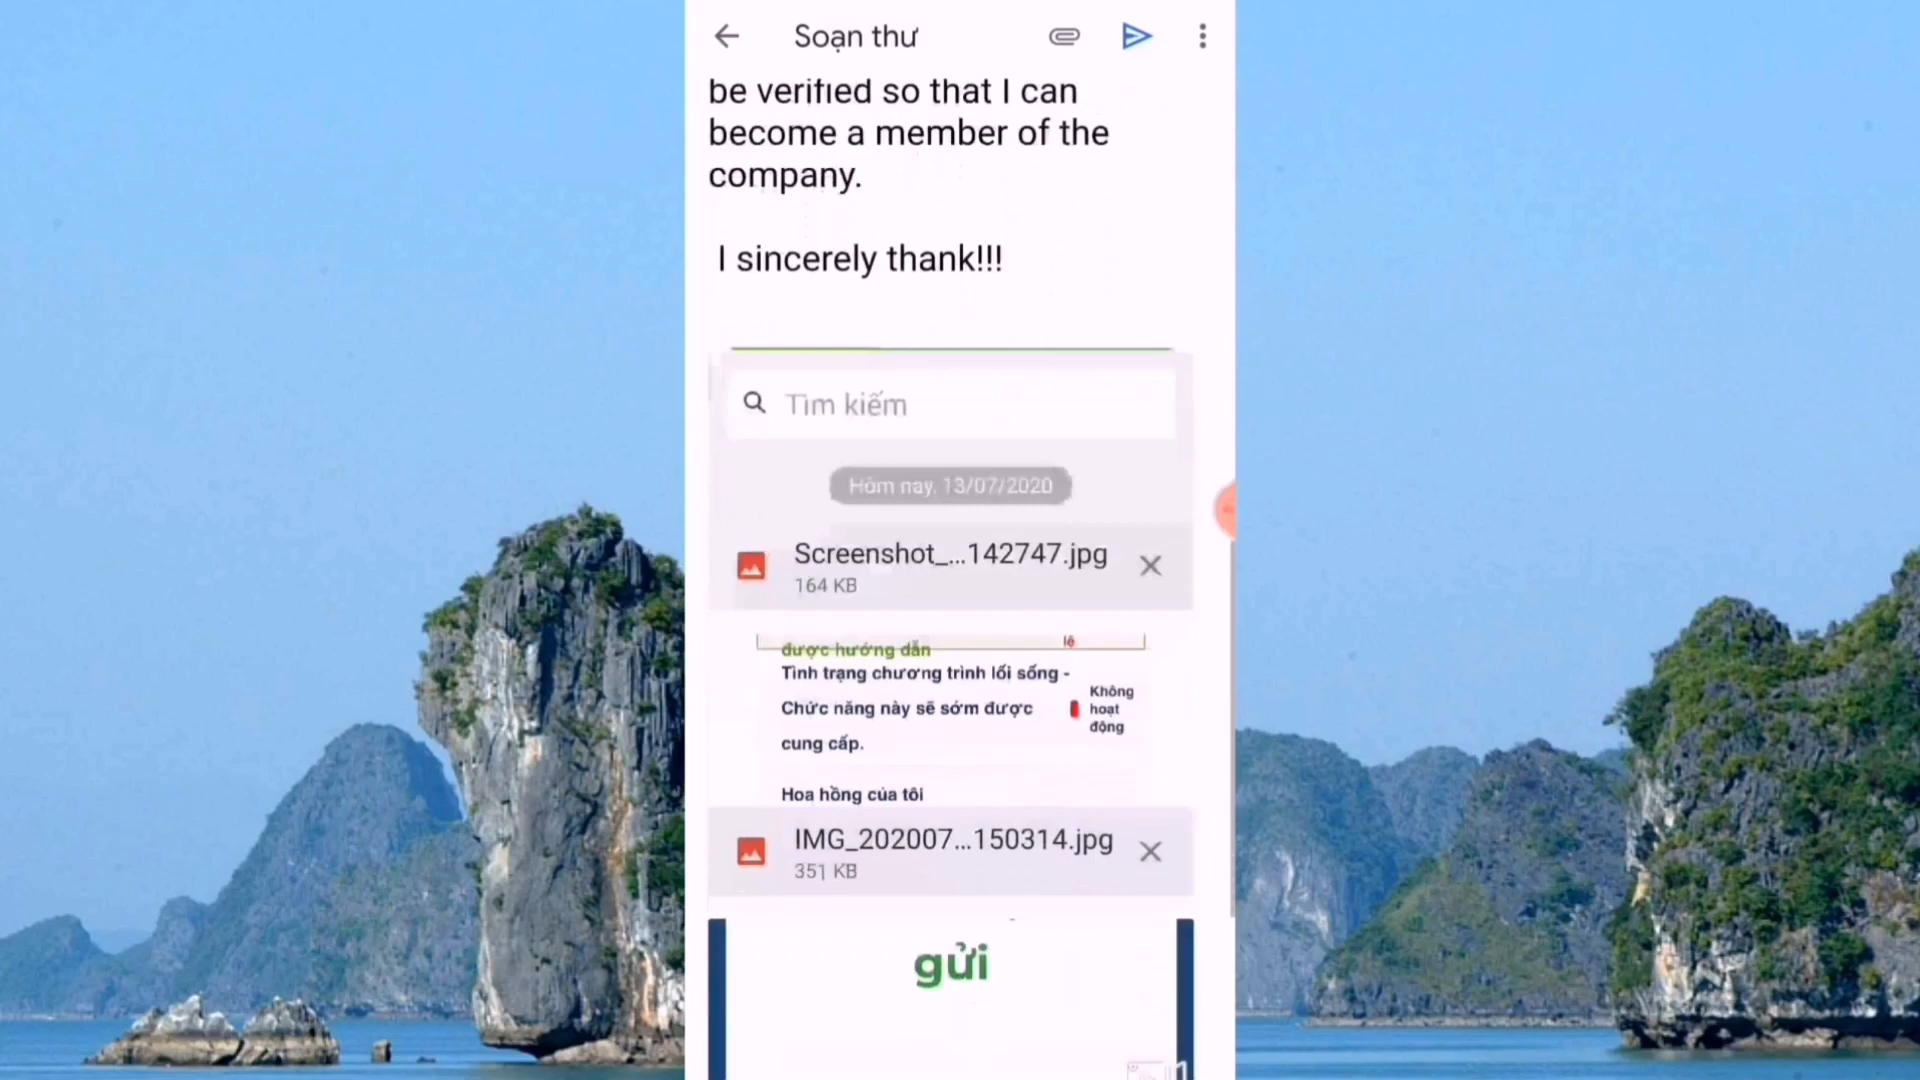 Soạn thư
be verified so that I can
become a member of the
company.
I sincerely thank!!!
Tìm kiếm
Hôm nay, 13/07/2020
Screenshot_...142747.jpg
164 KB
được hướng dẫn
lệ
Tình trạng chương trình lối sống -
Chức năng này sẽ sớm được
cung cấp.
Không
hoạt
động
Hoa hồng của tôi
IMG_202007...150314.jpg
351 KB
gửi